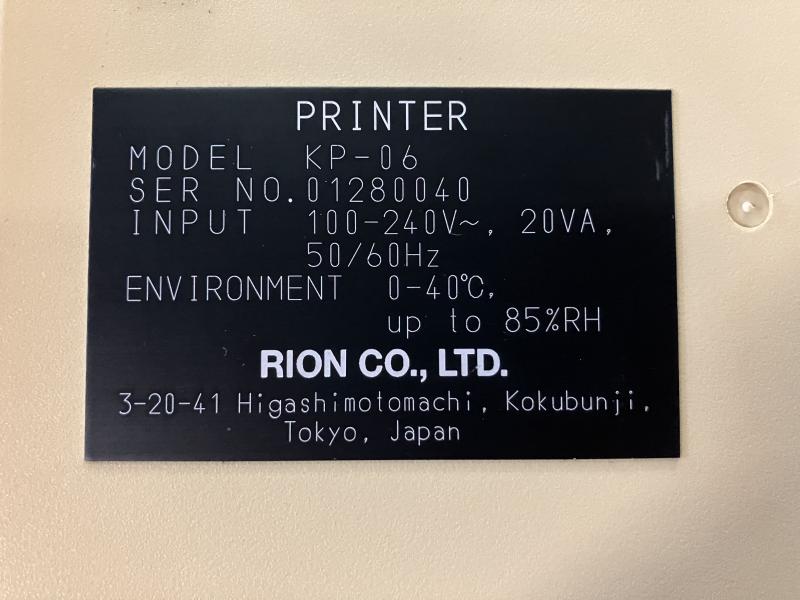 PRINTER
MODEL KP-06
SER NO. 01280040
INPUT 100-240V~, 20VA,
50/60Hz
ENVIRONMENT 0-40℃,
up to 85%RH
RION CO., LTD.
3-20-41 Higashimotomachi, Kokubunji,
Tokyo, Japan